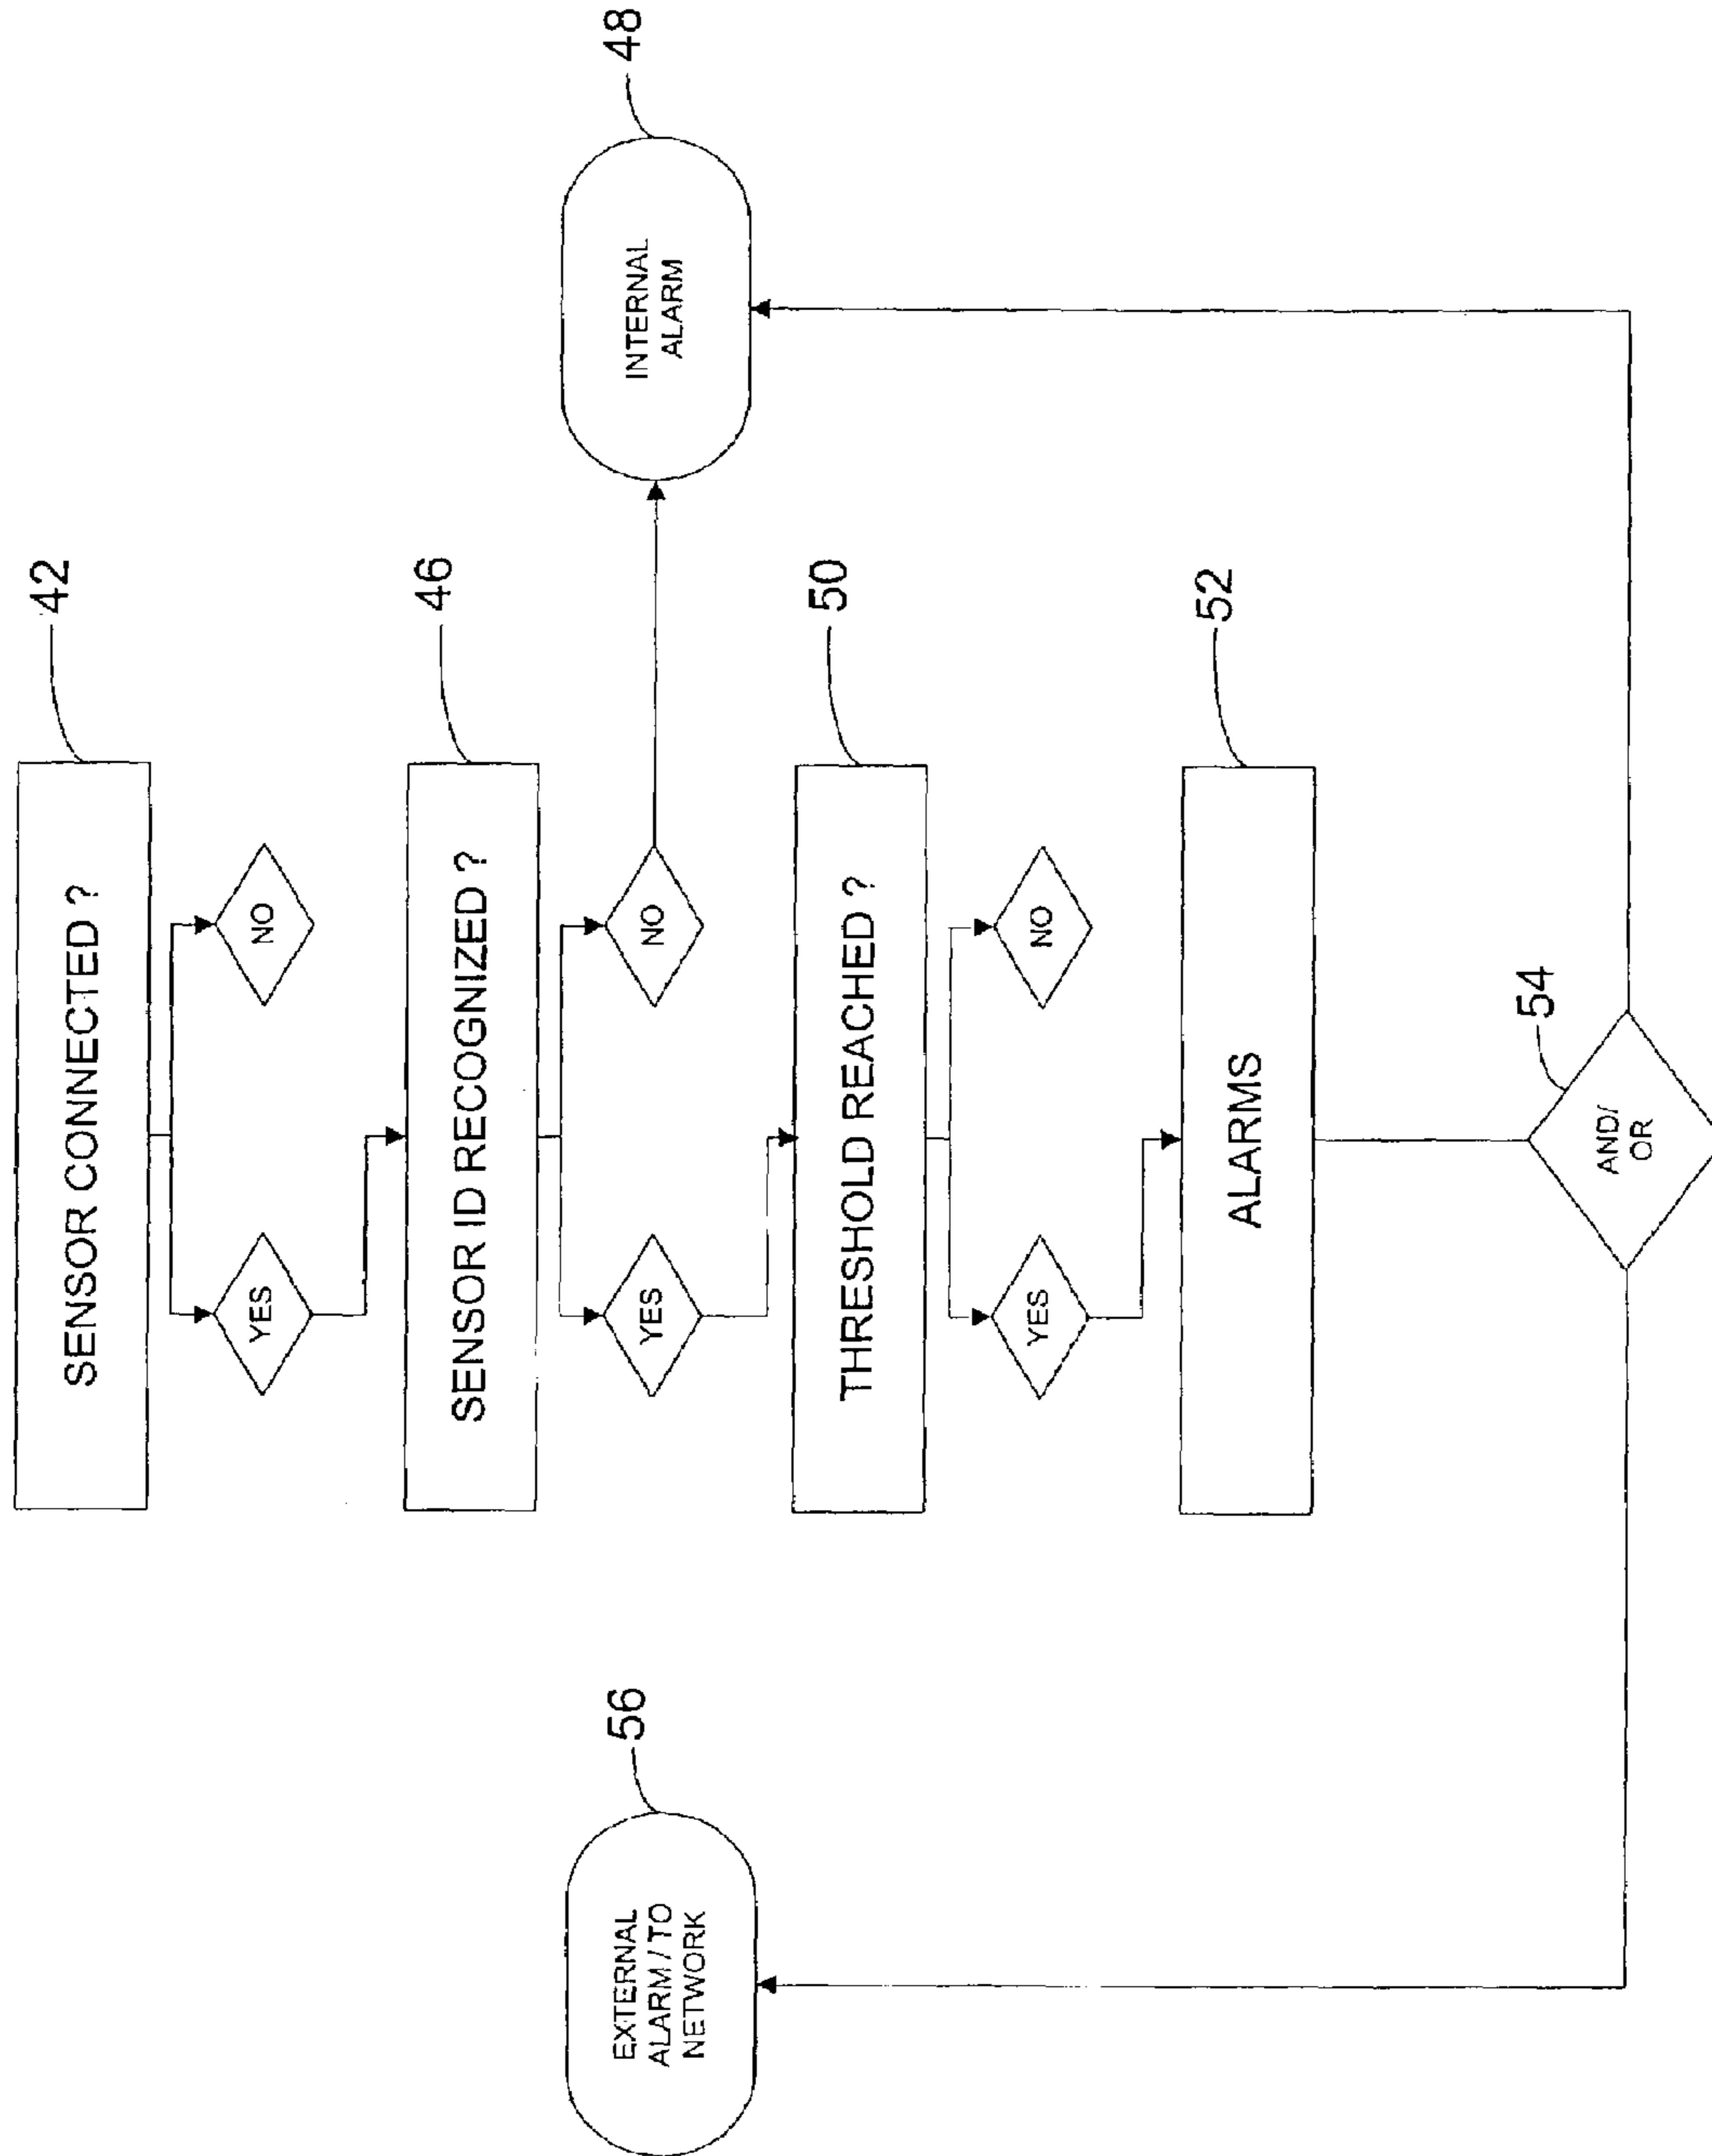 SENSOR CONNECTED ?
42
YES
NO
SENSOR ID RECOGNIZED ?
46
YES
NO
INTERNAL
ALARM
48
EXTERNAL
ALARM / TO
NETWORK
56
THRESHOLD REACHED ?
50
YES
NO
ALARMS
52
AND/
OR
54